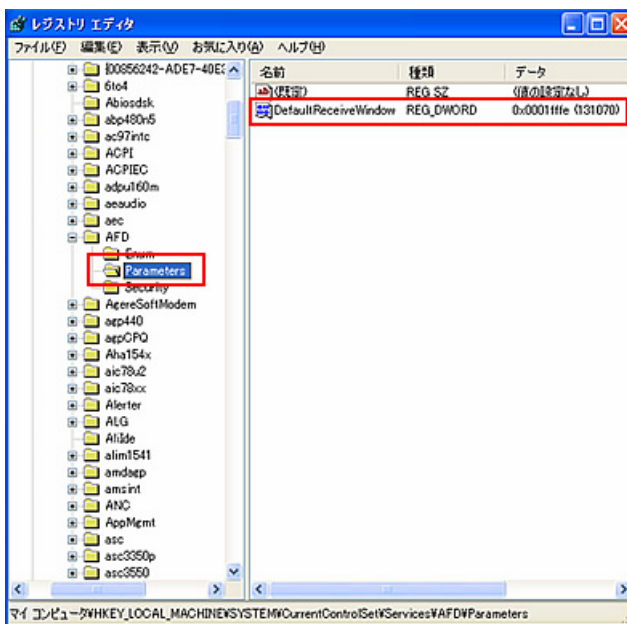 レジストリ エディタ
ファイル(F) 編集(E) 表示(V) お気に入り(A) ヘルプ(H)
名前 種類 データ
(既定) REG_SZ (値の設定なし)
DefaultReceiveWindow REG_DWORD 0x0001fffe (131070)
6to4
Abiosdsk
abp480n5
ac97intc
ACPI
ACPIEC
adpu160m
aeaudio
aec
AFD
Enum
Parameters
Security
AgereSoftModem
agp440
agpCPQ
Aha154x
aic78u2
aic78xx
Alerter
ALG
AliIde
alim1541
amdagp
amsint
ANC
AppMgmt
asc
asc3350p
asc3550
マイ コンピュータ¥HKEY_LOCAL_MACHINE¥SYSTEM¥CurrentControlSet¥Services¥AFD¥Parameters